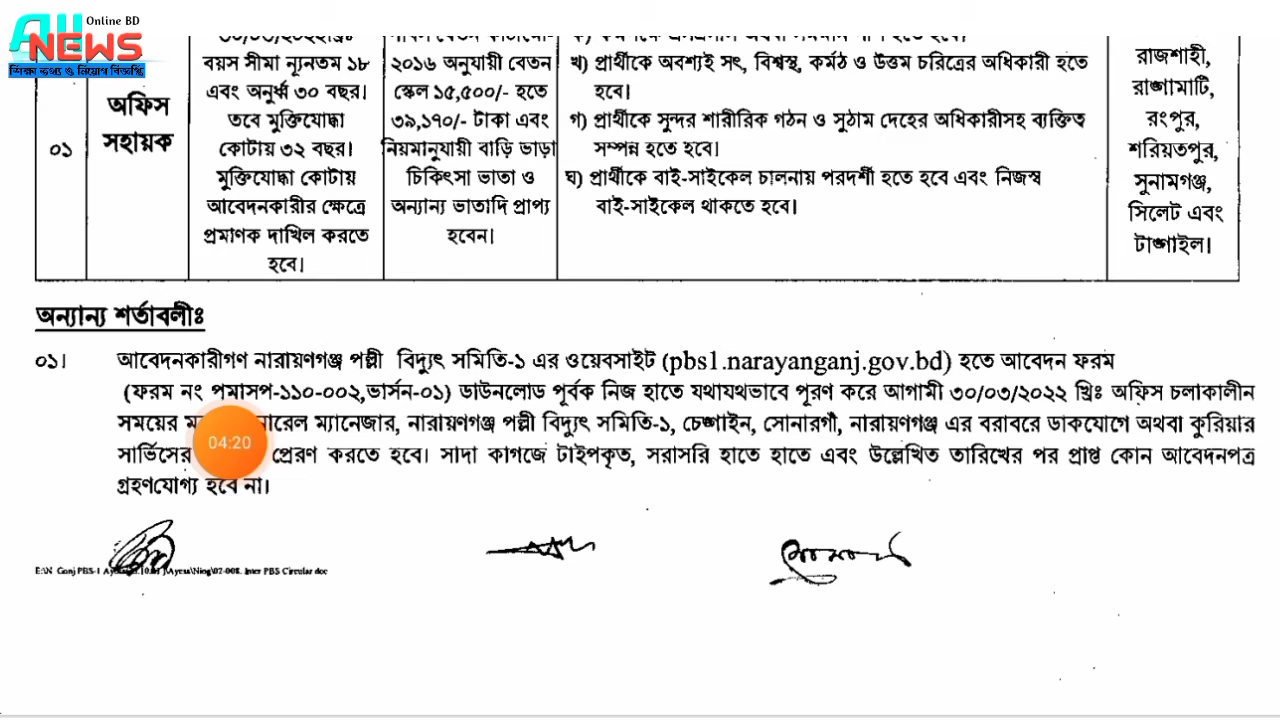 Online BD
All
NEWS
শিক্ষা তথ্য ও নিয়োগ বিজ্ঞপ্তি
০১
অফিস
সহায়ক
বয়স সীমা ন্যূনতম ১৮
এবং অনুর্ধ্ব ৩০ বছর।
তবে মুক্তিযোদ্ধা
কোটায় ৩২ বছর।
মুক্তিযোদ্ধা কোটায়
আবেদনকারীর ক্ষেত্রে
প্রমাণক দাখিল করতে
হবে।
২০১৬ অনুযায়ী বেতন
স্কেল ১৫,৫০০/- হতে
৩৯,১৭০/- টাকা এবং
নিয়মানুযায়ী বাড়ি ভাড়া
চিকিৎসা ভাতা ও
অন্যান্য ভাতাদি প্রাপ্য
হবেন।
খ) প্রার্থীকে অবশ্যই সৎ, বিশ্বস্থ, কর্মঠ ও উত্তম চরিত্রের অধিকারী হতে
হবে।
গ) প্রার্থীকে সুন্দর শারীরিক গঠন ও সুঠাম দেহের অধিকারীসহ ব্যক্তিত্ব
সম্পন্ন হতে হবে।
ঘ) প্রার্থীকে বাই-সাইকেল চালনায় পরদর্শী হতে হবে এবং নিজস্ব
বাই-সাইকেল থাকতে হবে।
রাজশাহী,
রাঙ্গামাটি,
রংপুর,
শরিয়তপুর,
সুনামগঞ্জ,
সিলেট এবং
টাঙ্গাইল।
অন্যান্য শর্তাবলীঃ
০১। আবেদনকারীগণ নারায়ণগঞ্জ পল্লী বিদ্যুৎ সমিতি-১ এর ওয়েবসাইট (pbs1.narayanganj.gov.bd) হতে আবেদন ফরম
(ফরম নং পমাসপ-১১০-০০২,ভার্সন-০১) ডাউনলোড পূর্বক নিজ হাতে যথাযথভাবে পূরণ করে আগামী ৩০/০৩/২০২২ খ্রিঃ অফিস চলাকালীন
সময়ের ম্যানেজার, নারায়ণগঞ্জ পল্লী বিদ্যুৎ সমিতি-১, চেঙ্গাইন, সোনারগাঁ, নারায়ণগঞ্জ এর বরাবরে ডাকযোগে অথবা কুরিয়ার
সার্ভিসের প্রেরণ করতে হবে। সাদা কাগজে টাইপকৃত, সরাসরি হাতে হাতে এবং উল্লেখিত তারিখের পর প্রাপ্ত কোন আবেদনপত্র
গ্রহণযোগ্য হবে না।
04:20
Inter PBS Circular doc